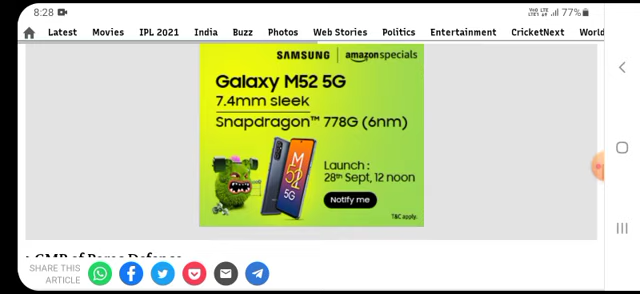 8:28
77%
Latest Movies IPL 2021 India Buzz Photos Web Stories Politics Entertainment CricketNext World
SAMSUNG amazonspecials
Galaxy M52 5G
7.4mm sleek
Snapdragon™ 778G (6nm)
M
52
5G
Launch :
28th Sept, 12 noon
Notify me
T&C apply.
SHARE THIS
ARTICLE